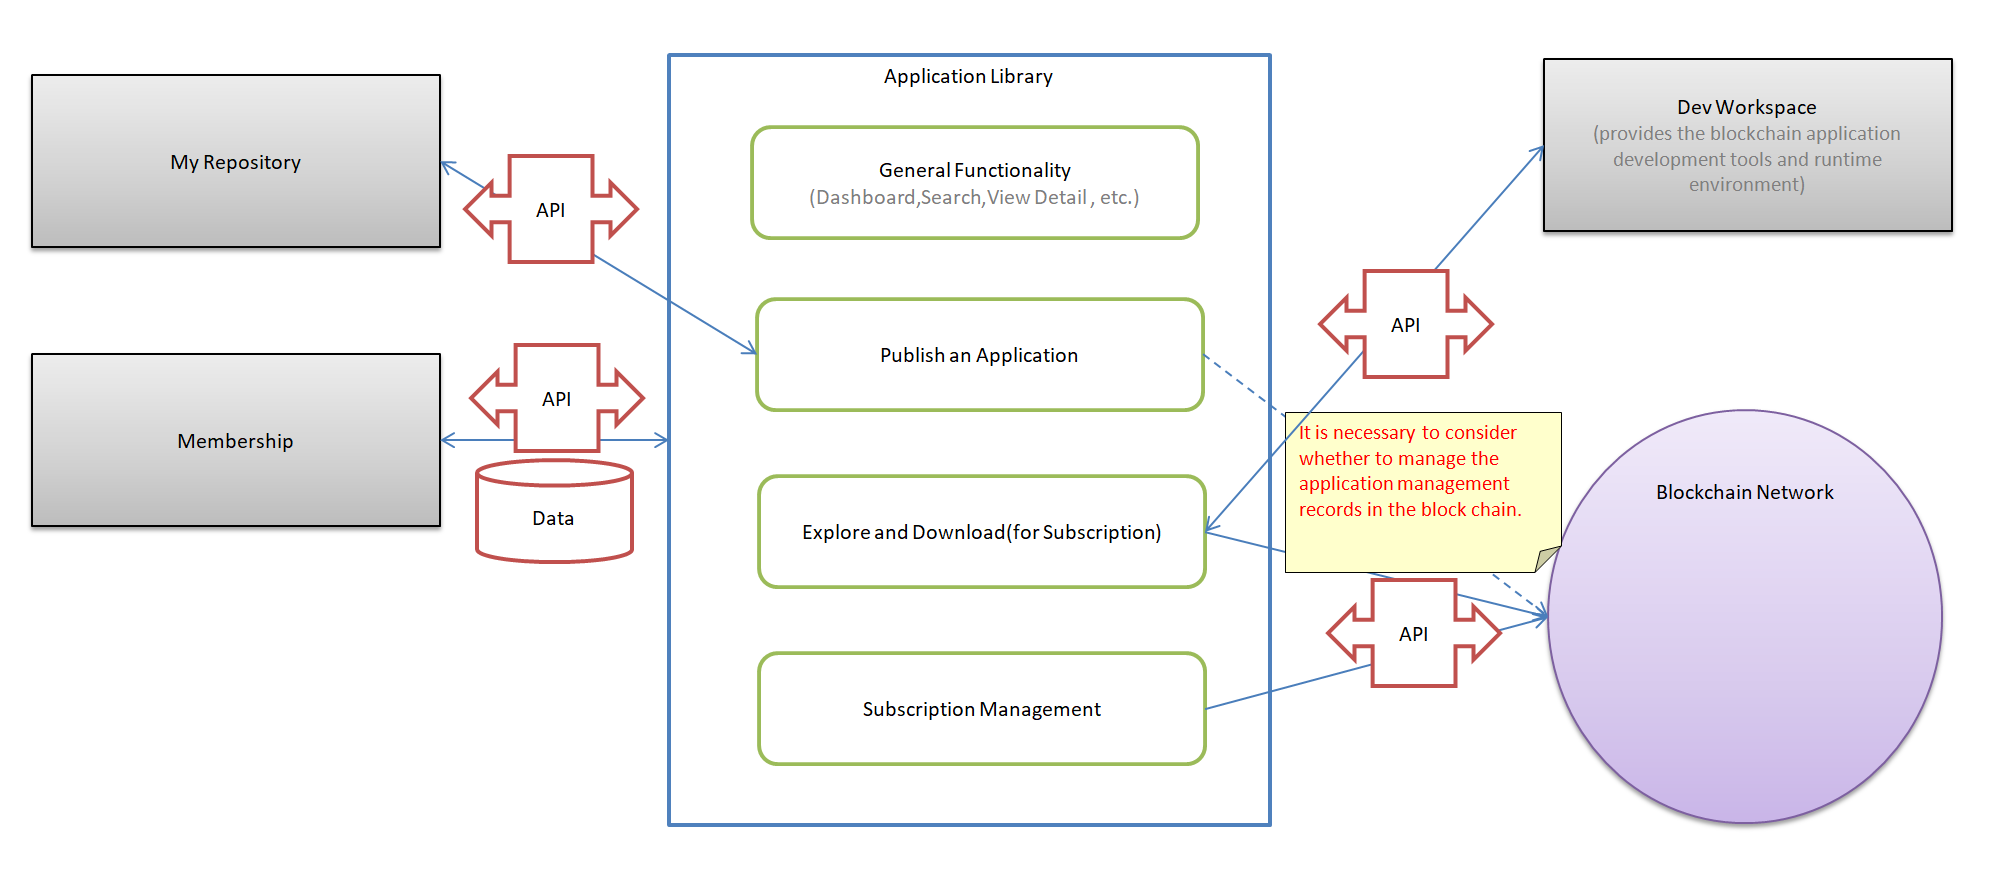 Application Library
My Repository
API
General Functionality
(Dashboard,Search,View Detail , etc.)
Dev Workspace
(provides the blockchain application
development tools and runtime
environment)
API
Publish an Application
Membership
API
Data
It is necessary to consider
whether to manage the
application management
records in the block chain.
Blockchain Network
Explore and Download(for Subscription)
API
Subscription Management